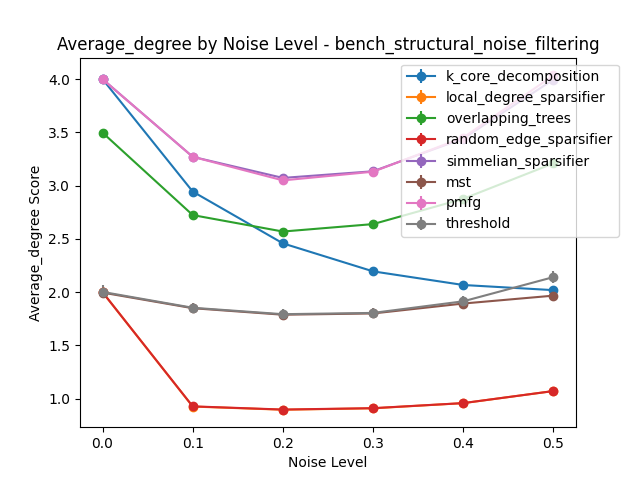 Average_degree by Noise Level - bench_structural_noise_filtering
4.0
3.5
3.0
2.5
2.0
1.5
1.0
Average_degree Score
k_core_decomposition
local_degree_sparsifier
overlapping_trees
random_edge_sparsifier
simmelian_sparsifier
mst
pmfg
threshold
0.0 0.1 0.2 0.3 0.4 0.5
Noise Level